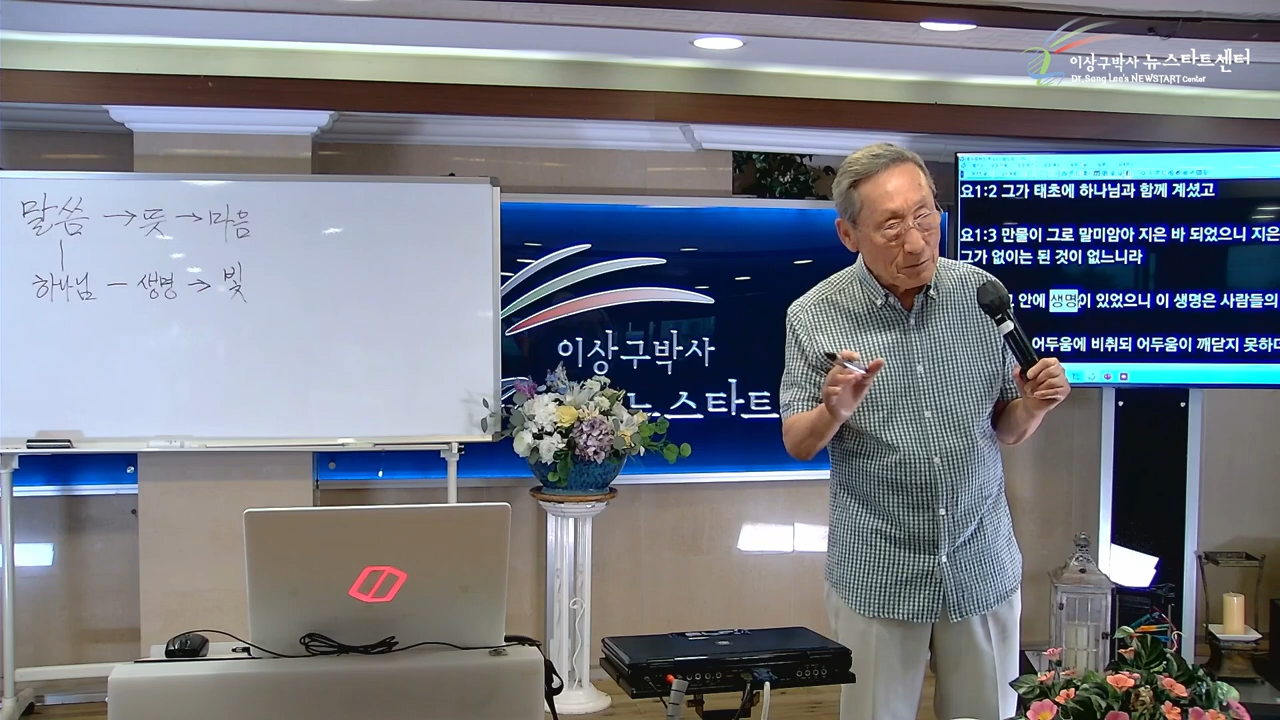 이상구박사 뉴스타트센터
Dr. Sang Lee's NEWSTART Center
말씀 → 뜻 → 마음
하나님 - 생명 → 빛
이상구박사
뉴스타트
요1:2 그가 태초에 하나님과 함께 계셨고
요1:3 만물이 그로 말미암아 지은 바 되었으니 지은
그가 없이는 된 것이 없느니라
안에 생명이 있었으니 이 생명은 사람들의
어두움에 비취되 어두움이 깨닫지 못하더